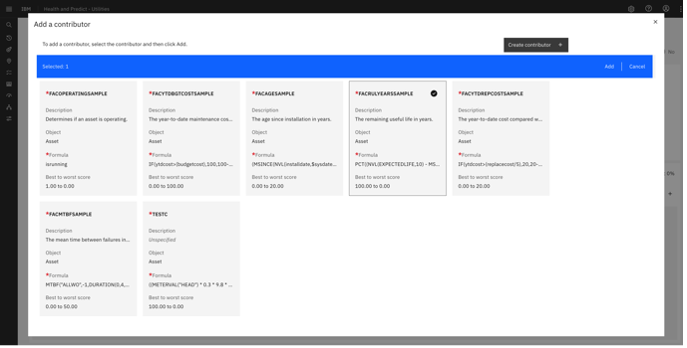 IBM Health and Predict - Utilities
Add a contributor
To add a contributor, select the contributor and then click Add.
Create contributor +
Selected: 1
Add
Cancel
*FACOPERATINGSAMPLE
Description
Determines if an asset is operating.
Object
Asset
*Formula
isrunning
Best to worst score
1.00 to 0.00
*FACYTDBGTCOSTSAMPLE
Description
The year-to-date maintenance cos...
Object
Asset
*Formula
IF(ytdcost<(budgetcost),100,100-...
Best to worst score
0.00 to 100.00
*FACAGESAMPLE
Description
The age since installation in years.
Object
Asset
*Formula
(MSINCE(NVL(installdate,$sysdate...
Best to worst score
0.00 to 20.00
*FACRULYEARSSAMPLE
Description
The remaining useful life in years.
Object
Asset
*Formula
PCT((NVL(EXPECTEDLIFE,10) - MS...
Best to worst score
100.00 to 0.00
*FACYTDREPCOSTSAMPLE
Description
The year-to-date cost compared w...
Object
Asset
*Formula
IF(ytdcost<(replacecost/5),20,20-...
Best to worst score
0.00 to 20.00
*FACMTBFSAMPLE
Description
The mean time between failures in...
Object
Asset
*Formula
MTBF("ALLWO",-1,DURATION(0,4,...
Best to worst score
0.00 to 50.00
*TESTC
Description
Unspecified
Object
Asset
*Formula
((METERVAL("HEAD") * 0.3 * 9.8 * ...
Best to worst score
100.00 to 0.00
No
0%